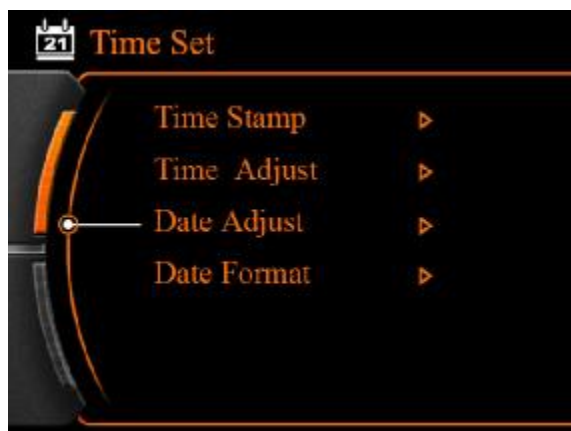 21 Time Set
Time Stamp
Time Adjust
Date Adjust
Date Format